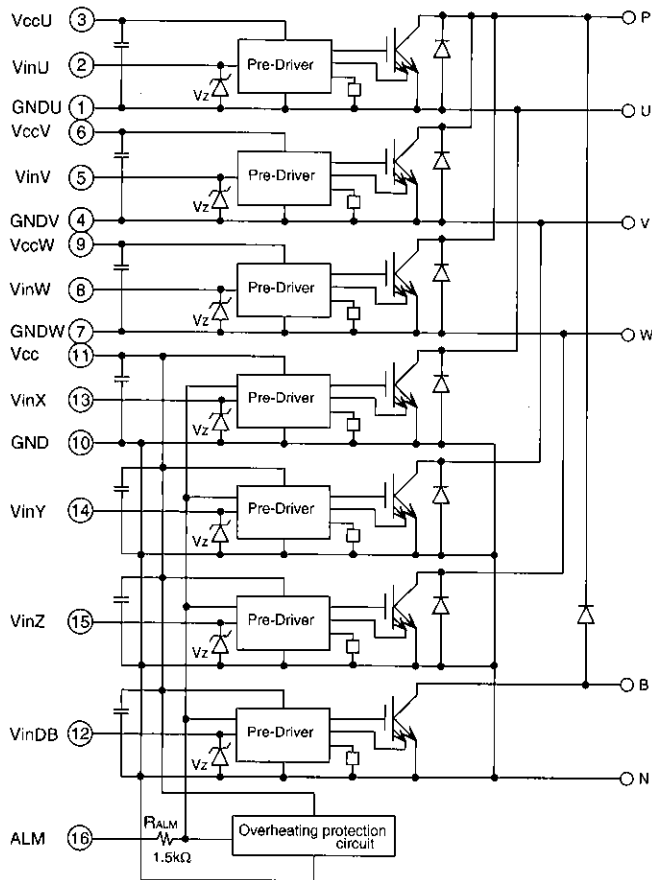 VccU 3 P
VinU 2 Pre-Driver
Vz
GNDU 1 U
VccV 6
VinV 5 Pre-Driver
Vz
GNDV 4 V
VccW 9
VinW 8 Pre-Driver
Vz
GNDW 7 W
Vcc 11
VinX 13 Pre-Driver
Vz
GND 10
VinY 14 Pre-Driver
Vz
VinZ 15 Pre-Driver
Vz
B
VinDB 12 Pre-Driver
Vz
N
ALM 16 RALM 1.5kΩ
Overheating protection
circuit